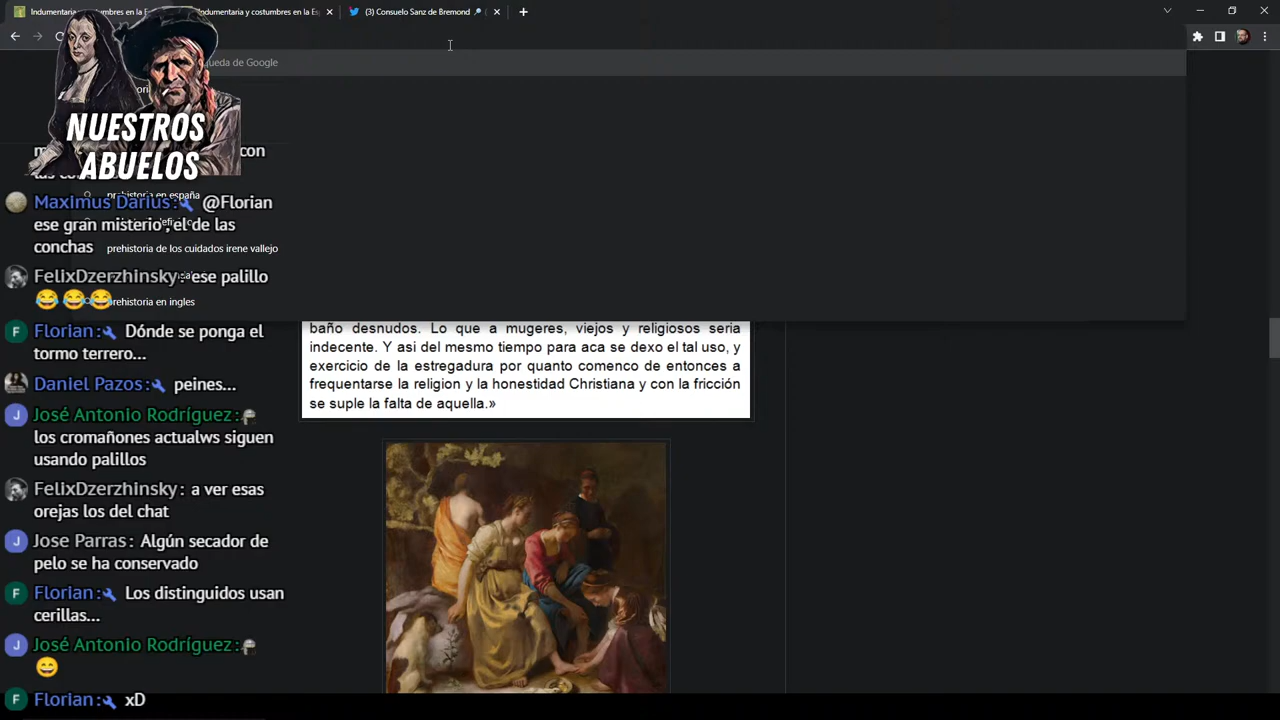 Indumentaria y costumbres en la E
Indumentaria y costumbres en la Es
(3) Consuelo Sanz de Bremond
ueda de Google
NUESTROS
ABUELOS
con
prehistoria en españa
Maximus Darius: @Florian
ese gran misterio, el de las
conchas
prehistoria de los cuidados irene vallejo
FelixDzerzhinsky: ese palillo
😂😂😂
prehistoria en ingles
Florian: Dónde se ponga el
tormo terrero...
Daniel Pazos: peines...
José Antonio Rodríguez:
los cromañones actualws siguen
usando palillos
FelixDzerzhinsky: a ver esas
orejas los del chat
Jose Parras: Algún secador de
pelo se ha conservado
Florian: Los distinguidos usan
cerillas...
José Antonio Rodríguez:
😄
Florian: xD
baño desnudos. Lo que a mugeres, viejos y religiosos seria
indecente. Y asi del mesmo tiempo para aca se dexo el tal uso, y
exercicio de la estregadura por quanto comenco de entonces a
frequentarse la religion y la honestidad Christiana y con la fricción
se suple la falta de aquella.»